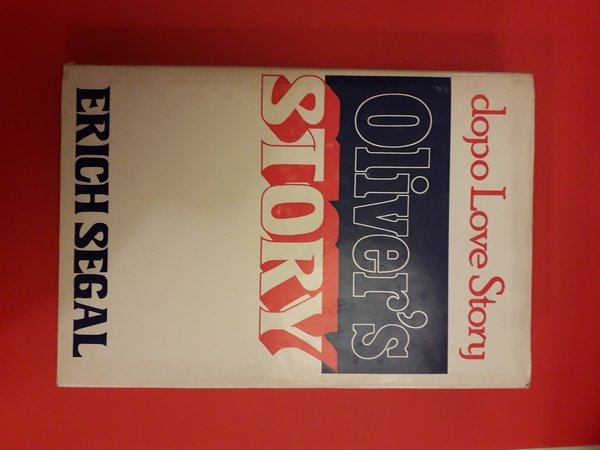 dopo Love Story
Oliver's
STORY
ERICH SEGAL